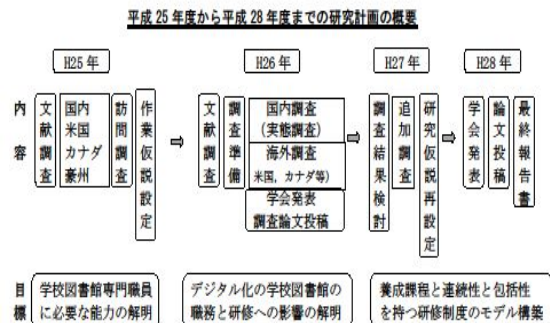 平成25年度から平成28年度までの研究計画の概要
H25年
H26年
H27年
H28年
内容
文献調査
国内
米国
カナダ
豪州
訪問調査
作業仮説設定
⇒
文献調査
調査準備
国内調査
(実態調査)
海外調査
米国，カナダ等)
学会発表
調査論文投稿
⇒
調査結果検討
追加調査
研究仮説再設定
⇒
学会発表
論文投稿
最終報告書
目標
学校図書館専門職員
に必要な能力の解明
デジタル化の学校図書館の
職務と研修への影響の解明
養成課程と連続性と包括性
を持つ研修制度のモデル構築